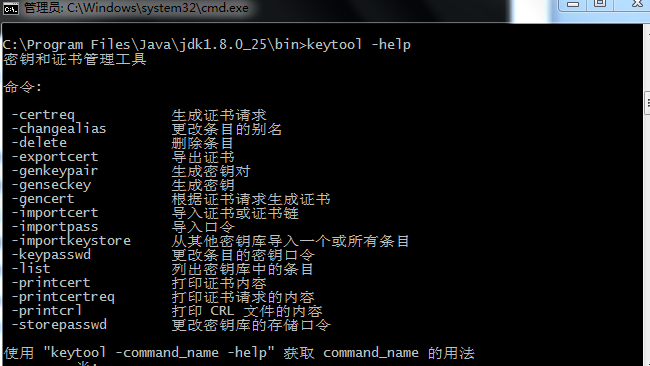 管理员: C:\Windows\system32\cmd.exe
C:\Program Files\Java\jdk1.8.0_25\bin>keytool -help
密钥和证书管理工具
命令:
-certreq 生成证书请求
-changealias 更改条目的别名
-delete 删除条目
-exportcert 导出证书
-genkeypair 生成密钥对
-genseckey 生成密钥
-gencert 根据证书请求生成证书
-importcert 导入证书或证书链
-importpass 导入口令
-importkeystore 从其他密钥库导入一个或所有条目
-keypasswd 更改条目的密钥口令
-list 列出密钥库中的条目
-printcert 打印证书内容
-printcertreq 打印证书请求的内容
-printcrl 打印 CRL 文件的内容
-storepasswd 更改密钥库的存储口令
使用 "keytool -command_name -help" 获取 command_name 的用法